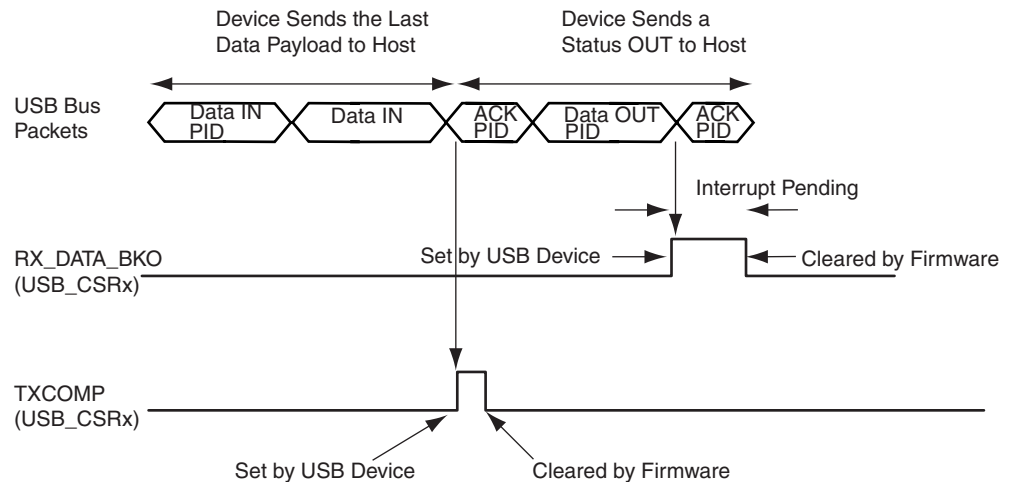 Device Sends the Last
Data Payload to Host
Device Sends a
Status OUT to Host
USB Bus
Packets
Data IN
PID
Data IN
ACK
PID
Data OUT
PID
ACK
PID
Interrupt Pending
RX_DATA_BKO
(USB_CSRx)
Set by USB Device
Cleared by Firmware
TXCOMP
(USB_CSRx)
Set by USB Device
Cleared by Firmware